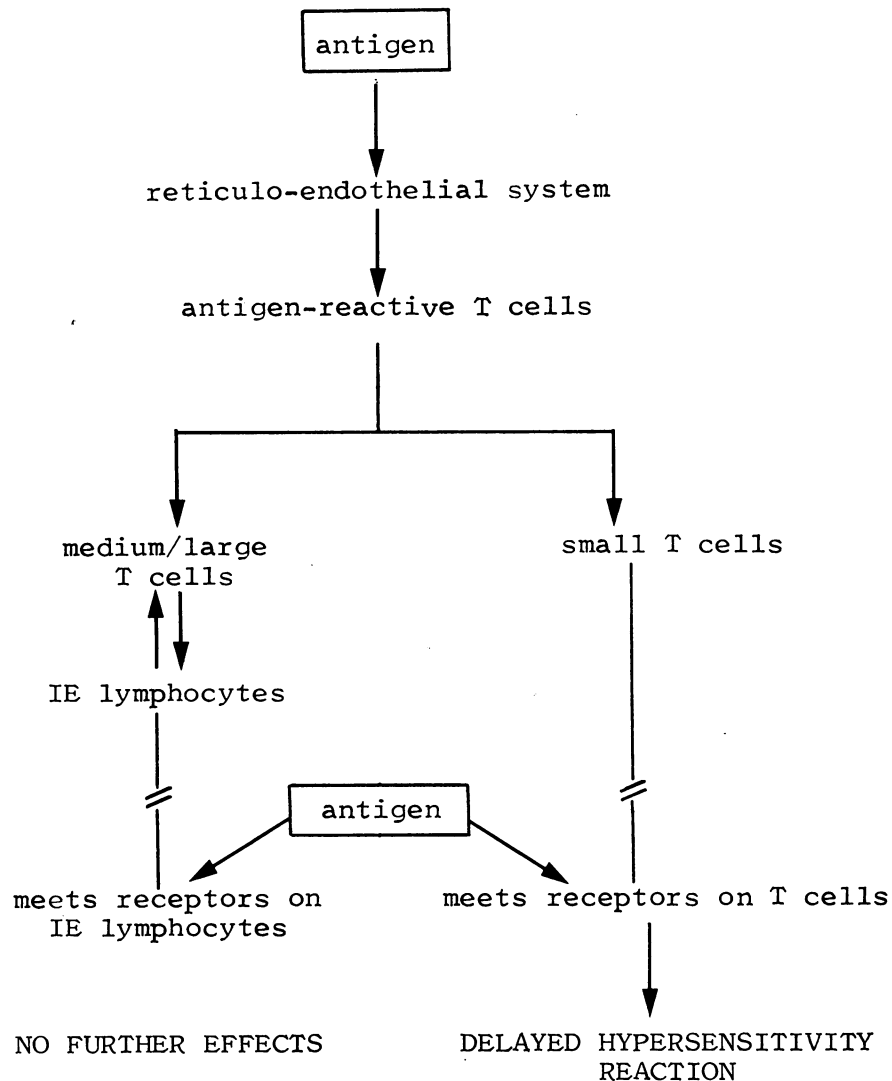 antigen
reticulo-endothelial system
antigen-reactive T cells
medium/large
T cells
small T cells
IE lymphocytes
antigen
meets receptors on
IE lymphocytes
meets receptors on T cells
NO FURTHER EFFECTS
DELAYED HYPERSENSITIVITY
REACTION